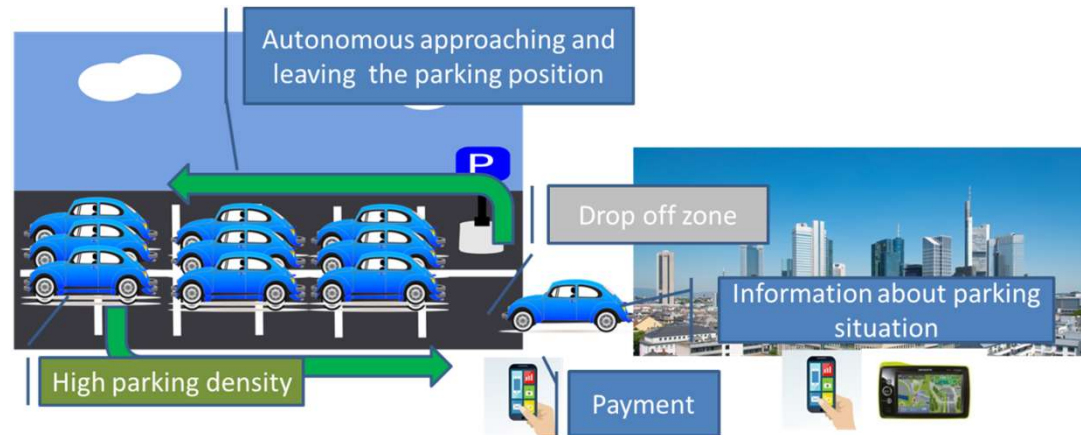 Autonomous approaching and
leaving the parking position
P
Drop off zone
Information about parking
situation
High parking density
Payment